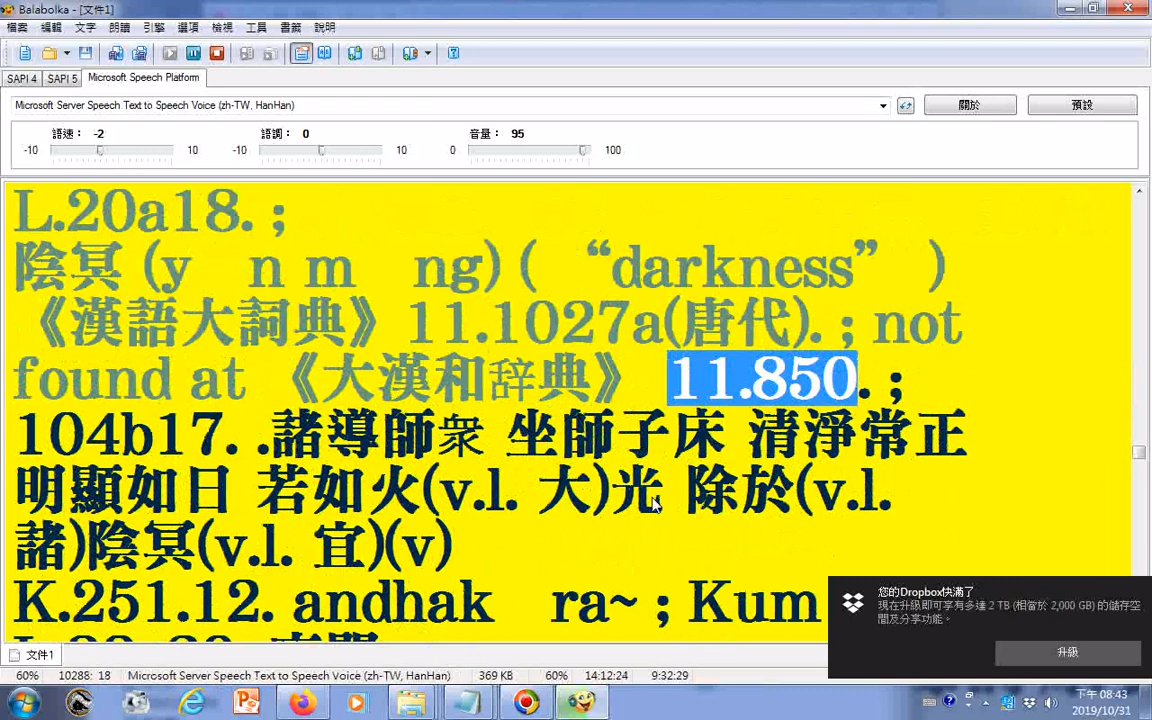 Balabolka - [文件1]
檔案 編輯 文字 朗讀 引擎 選項 檢視 工具 書籤 說明
SAPI 4 SAPI 5 Microsoft Speech Platform
Microsoft Server Speech Text to Speech Voice (zh-TW, HanHan) 關於 預設
語速： -2 語調： 0 音量： 95
-10 10 -10 10 0 100
L.20a18. ;
陰冥 (y n m ng) ( “darkness” )
《漢語大詞典》 11.1027a(唐代). ; not
found at 《大漢和辞典》 11.850. ;
104b17. .諸導師衆 坐師子床 清淨常正
明顯如日 若如火(v.l. 大)光 除於(v.l.
諸)陰冥(v.l. 宜)(v)
K.251.12. andhak ra~ ; Kum
您的Dropbox快滿了
現在升級即可享有多達 2 TB (相當於 2,000 GB) 的儲存空
間及分享功能。
升級
文件1
60% 10288: 18 Microsoft Server Speech Text to Speech Voice (zh-TW, HanHan) 369 KB 60% 14:12:24 9:32:29
下午 08:43
2019/10/31